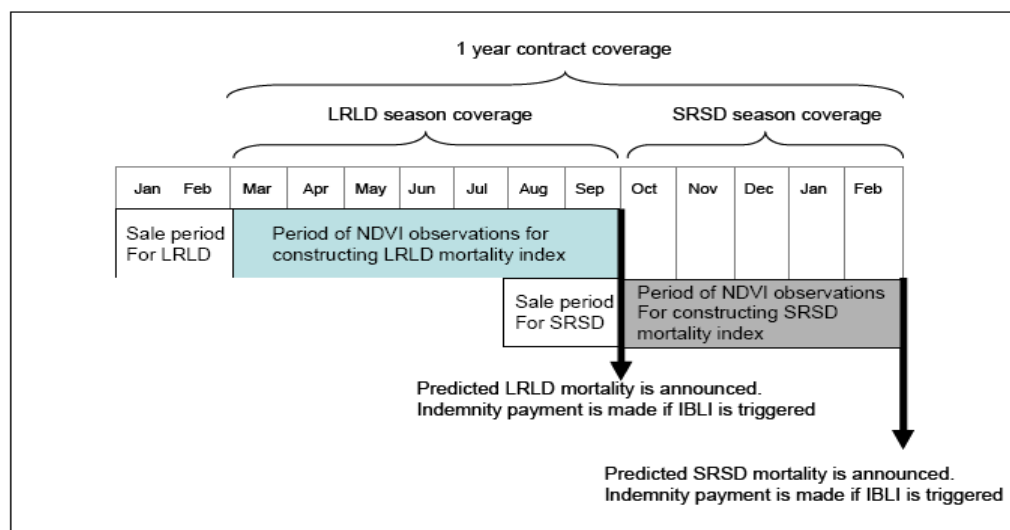 1 year contract coverage
LRLD season coverage
SRSD season coverage
Jan Feb Mar Apr May Jun Jul Aug Sep Oct Nov Dec Jan Feb
Sale period
For LRLD
Period of NDVI observations for
constructing LRLD mortality index
Sale period
For SRSD
Period of NDVI observations
For constructing SRSD
mortality index
Predicted LRLD mortality is announced.
Indemnity payment is made if IBLI is triggered
Predicted SRSD mortality is announced.
Indemnity payment is made if IBLI is triggered